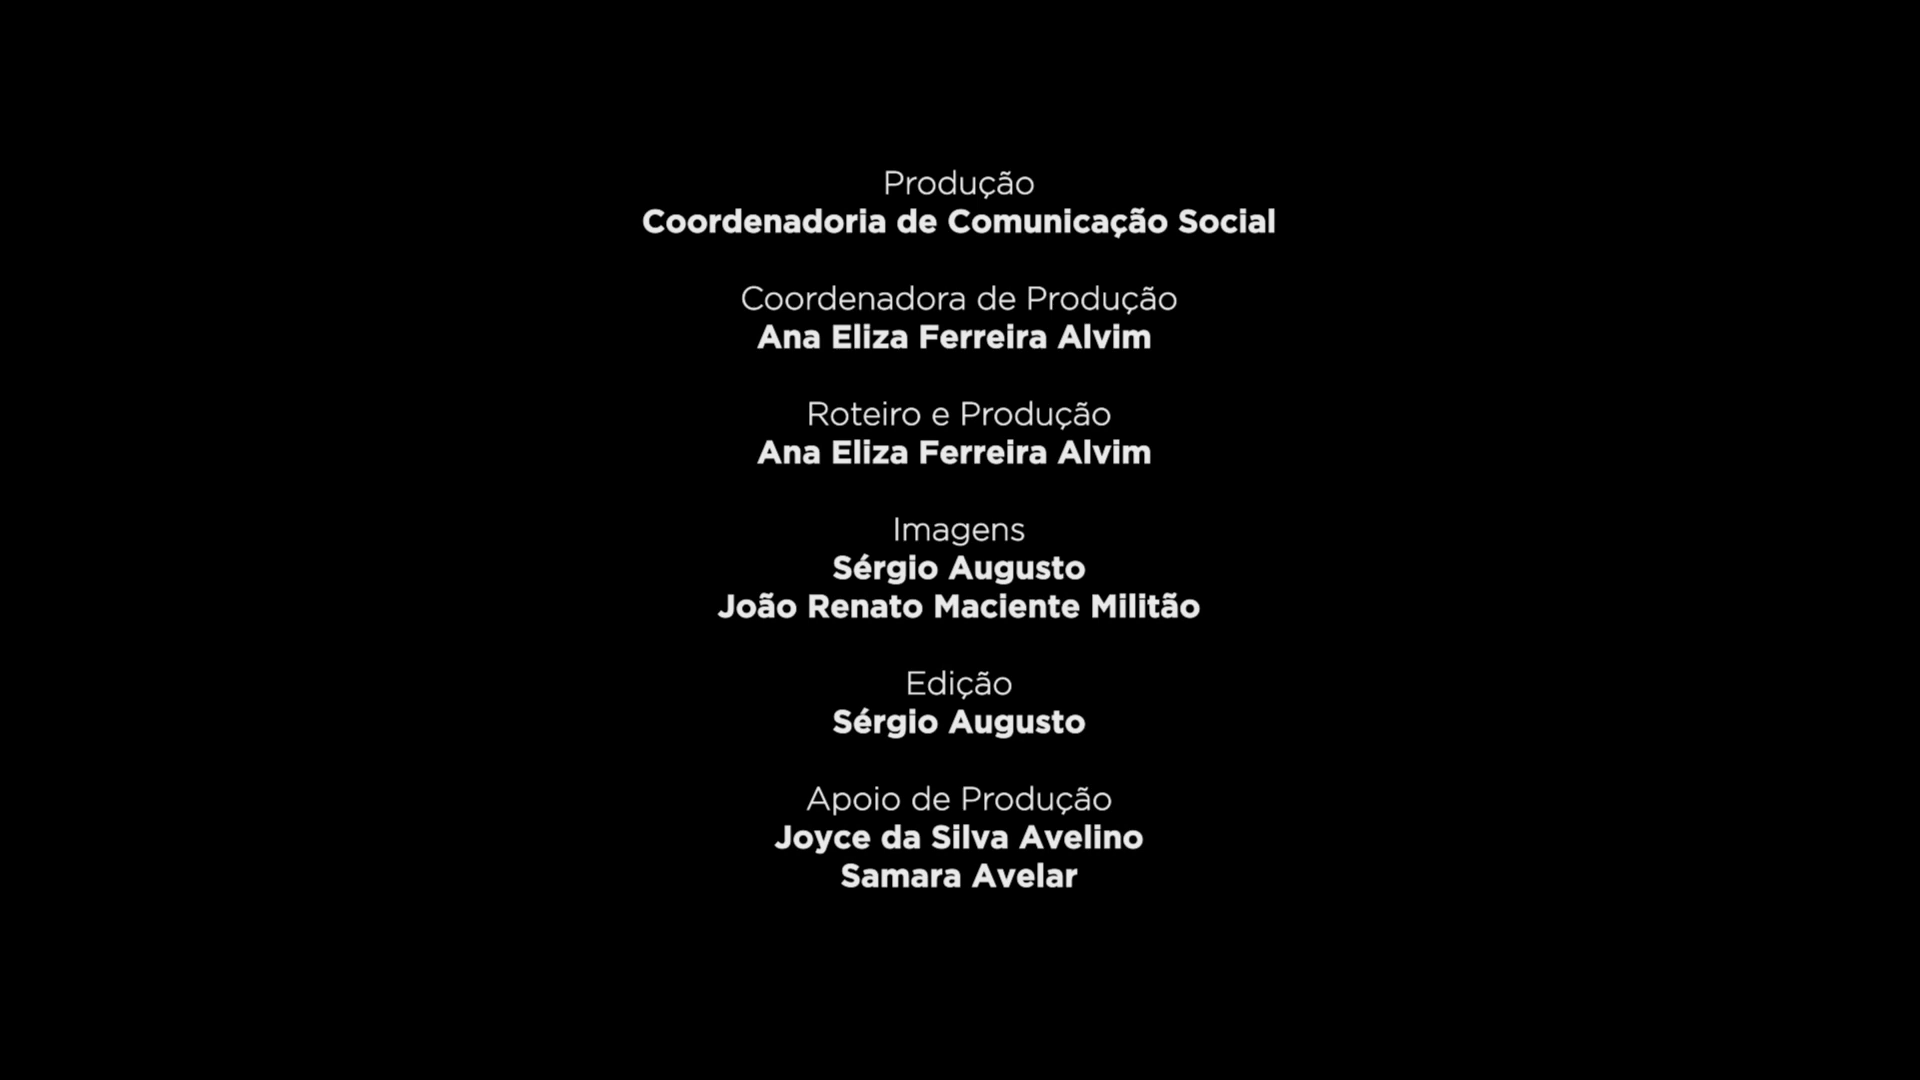 Produção
Coordenadoria de Comunicação Social
Coordenadora de Produção
Ana Eliza Ferreira Alvim
Roteiro e Produção
Ana Eliza Ferreira Alvim
Imagens
Sérgio Augusto
João Renato Maciente Militão
Edição
Sérgio Augusto
Apoio de Produção
Joyce da Silva Avelino
Samara Avelar